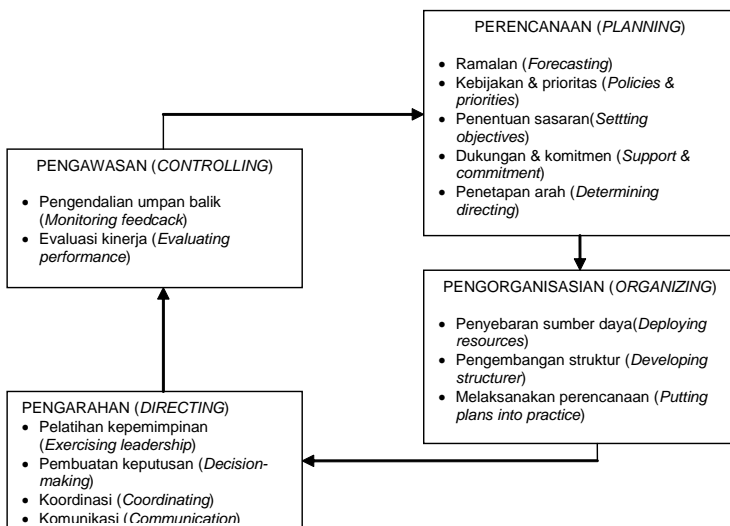 PERENCANAAN (PLANNING)
• Ramalan (Forecasting)
• Kebijakan & prioritas (Policies &
priorities)
• Penentuan sasaran(Settting
objectives)
• Dukungan & komitmen (Support &
commitment)
• Penetapan arah (Determining
directing)
PENGORGANISASIAN (ORGANIZING)
• Penyebaran sumber daya(Deploying
resources)
• Pengembangan struktur (Developing
structurer)
• Melaksanakan perencanaan (Putting
plans into practice)
PENGARAHAN (DIRECTING)
• Pelatihan kepemimpinan
(Exercising leadership)
• Pembuatan keputusan (Decision-
making)
• Koordinasi (Coordinating)
• Komunikasi (Communication)
PENGAWASAN (CONTROLLING)
• Pengendalian umpan balik
(Monitoring feedcack)
• Evaluasi kinerja (Evaluating
performance)